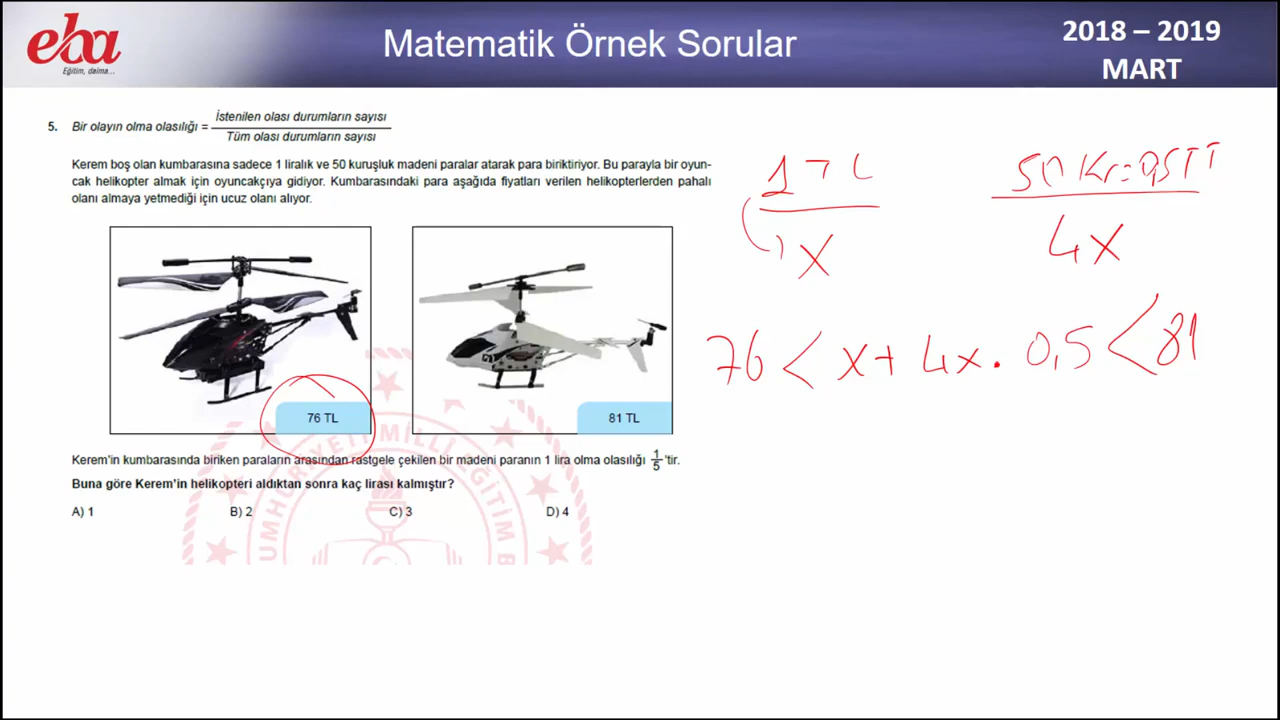 eba
Eğitim, daima...
Matematik Örnek Sorular
2018 – 2019
MART
5. Bir olayın olma olasılığı = İstenilen olası durumların sayısı / Tüm olası durumların sayısı
Kerem boş olan kumbarasına sadece 1 liralık ve 50 kuruşluk madeni paralar atarak para biriktiriyor. Bu parayla bir oyun-
cak helikopter almak için oyuncakçıya gidiyor. Kumbarasındaki para aşağıda fiyatları verilen helikopterlerden pahalı
olanı almaya yetmediği için ucuz olanı alıyor.
76 TL
81 TL
Kerem'in kumbarasında biriken paraların arasından rastgele çekilen bir madeni paranın 1 lira olma olasılığı 1/5 'tir.
Buna göre Kerem'in helikopteri aldıktan sonra kaç lirası kalmıştır?
A) 1 B) 2 C) 3 D) 4
1 TL
x
50 Kr = 0,5 TL
4x
76 < x + 4x . 0,5 < 81